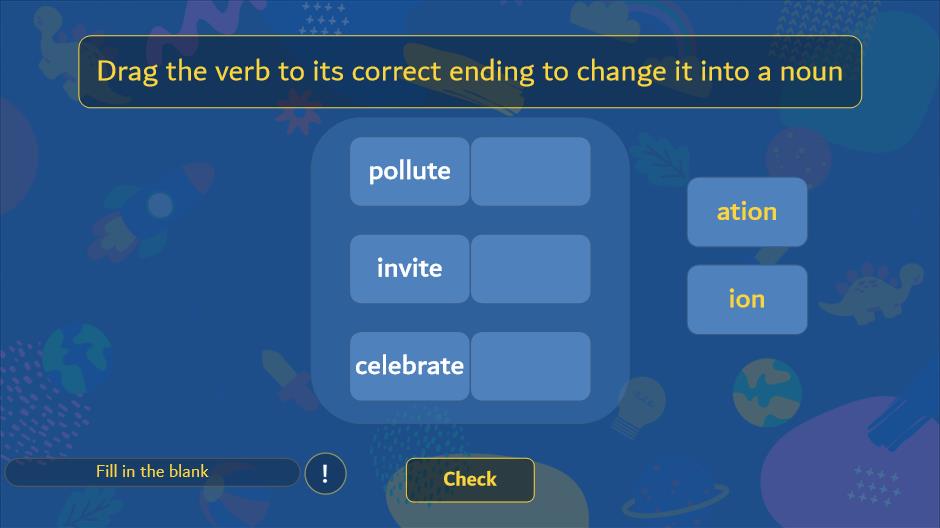 Drag the verb to its correct ending to change it into a noun
pollute
invite
celebrate
ation
ion
Fill in the blank
!
Check